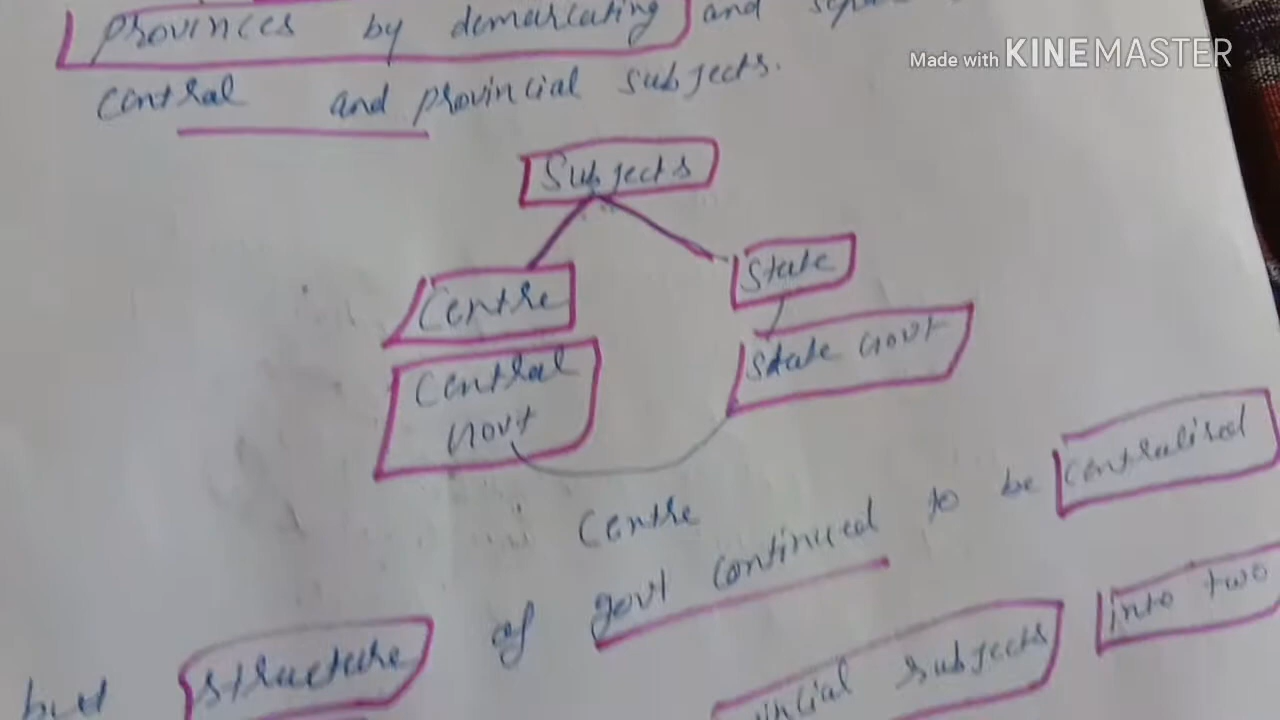 Made with KINEMASTER
provinces by demarcating and
central and provincial subjects.
Subjects
Centre
State
Central
Govt
State Govt
Centre
but structure of govt continued to be centralised
subjects into two